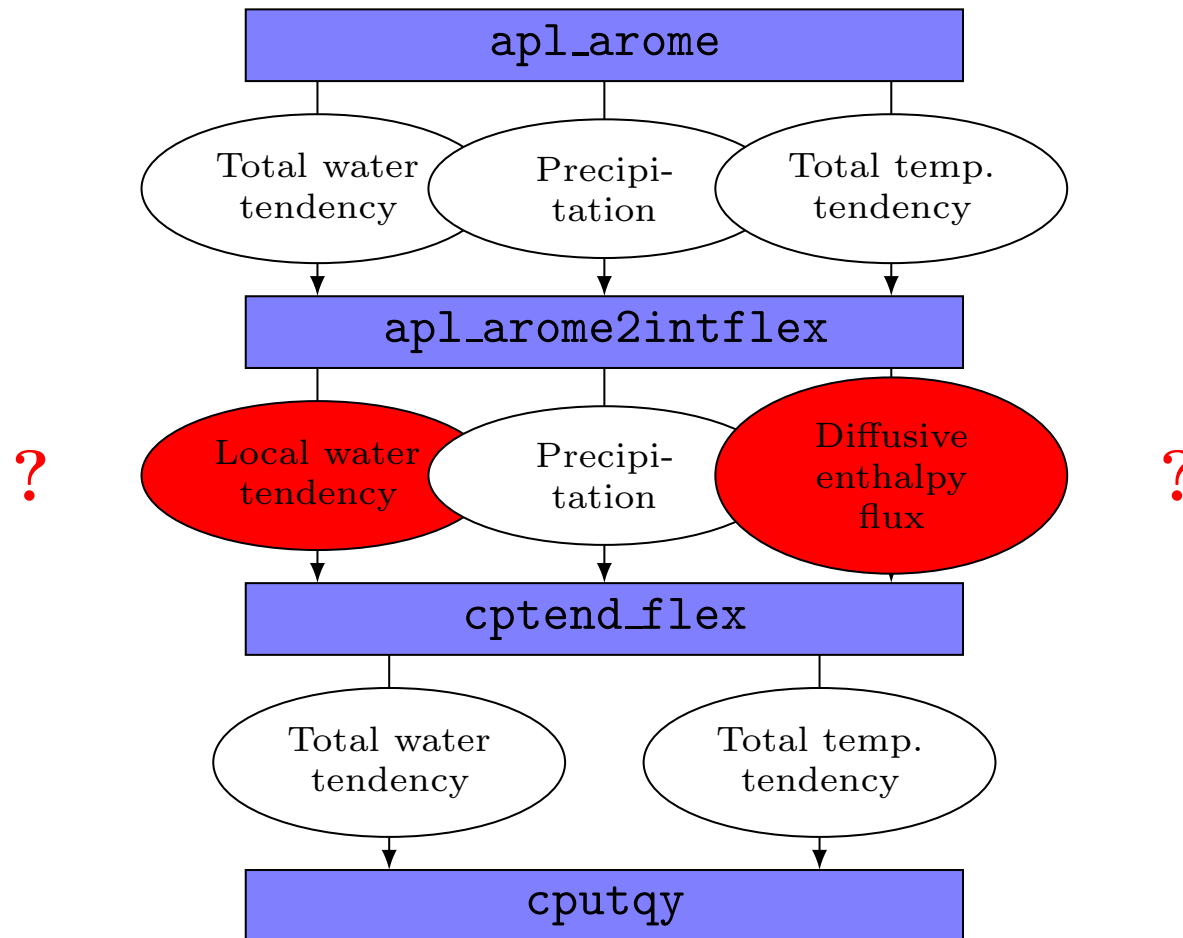 apl_arome
Total water
tendency
Precipi-
tation
Total temp.
tendency
apl_arome2intflex
?
Local water
tendency
Precipi-
tation
Diffusive
enthalpy
flux
?
cptend_flex
Total water
tendency
Total temp.
tendency
cputqy